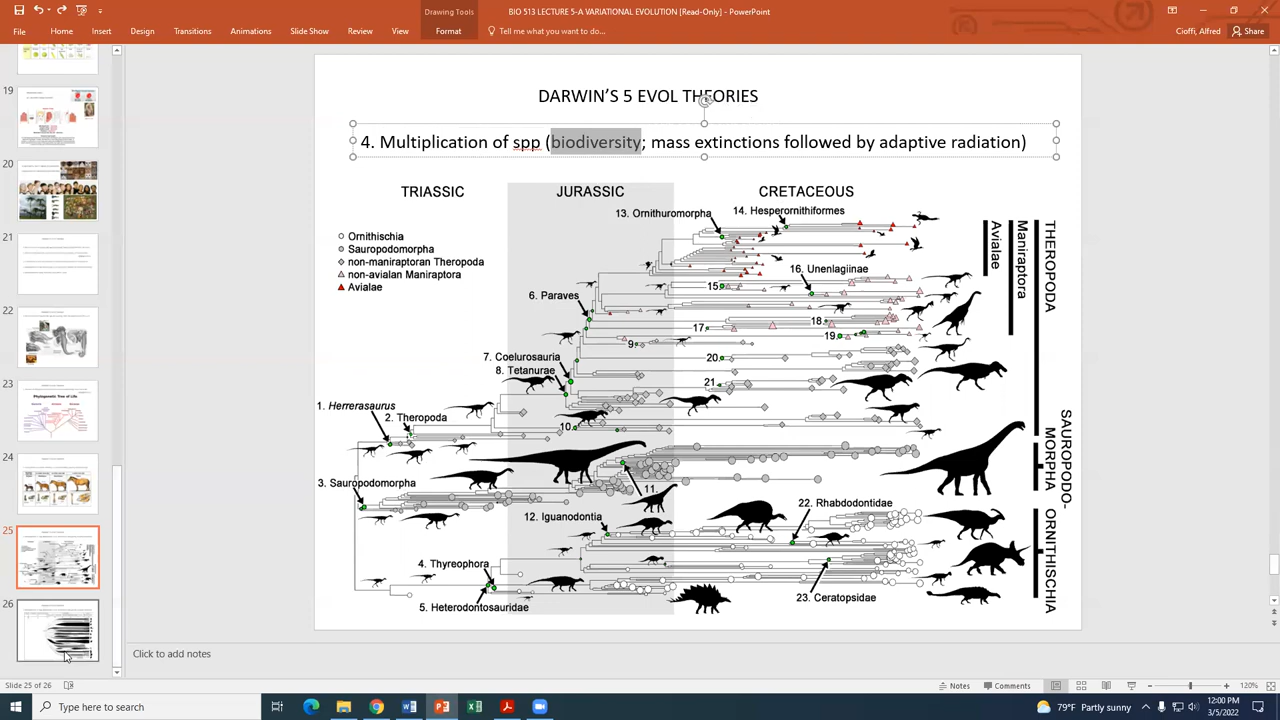 Drawing Tools
BIO 513 LECTURE 5-A VARIATIONAL EVOLUTION [Read-Only] - PowerPoint
File Home Insert Design Transitions Animations Slide Show Review View Format Tell me what you want to do...
Cioffi, Alfred Share
DARWIN'S 5 EVOL THEORIES
4. Multiplication of spp (biodiversity; mass extinctions followed by adaptive radiation)
TRIASSIC JURASSIC CRETACEOUS
Ornithischia
Sauropodomorpha
non-maniraptoran Theropoda
non-avialan Maniraptora
Avialae
13. Ornithuromorpha
14. Hesperornithiformes
16. Unenlagiinae
15.
6. Paraves
18.
17.
19.
9.
7. Coelurosauria
20.
8. Tetanurae
21.
1. Herrerasaurus
2. Theropoda
10.
3. Sauropodomorpha
11
22. Rhabdodontidae
12. Iguanodontia
4. Thyreophora
23. Ceratopsidae
5. Heterodontosauridae
Avialae
Maniraptora
THEROPODA
SAUROPODO-
MORPHA
ORNITHISCHIA
19
20
21
22
23
Phylogenetic Tree of Life
24
25
26
Click to add notes
Slide 25 of 26
Notes Comments 120%
Type here to search
79°F Partly sunny
12:00 PM
3/5/2022